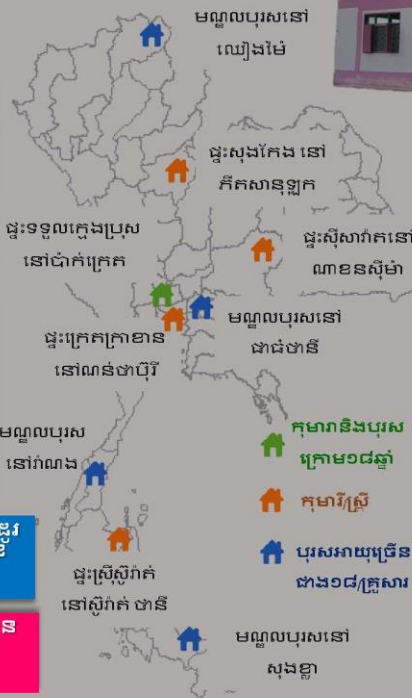 មណ្ឌលបុរសនៅ
ឈៀងម៉ៃ
ផ្ទះសុងកែង នៅ
ភីតសានុឡូក
ផ្ទះទទួលក្មេងប្រុស
នៅប៉ាក់ក្រេត
ផ្ទះស៊ីសាវ៉ាតនៅ
ណាខនស៊ីម៉ា
មណ្ឌលបុរសនៅ
ផាធំថានី
ផ្ទះក្រេតក្រាខាន
នៅណន់ថាប៊ុរី
មណ្ឌលបុរស
នៅរ៉ាណង
កុមារានិងបុរស
ក្រោម១៨ឆ្នាំ
កុមារី/ស្ត្រី
បុរសអាយុច្រើន
ជាង១៨/គ្រួសារ
ផ្ទះស្រីស៊ូរ៉ាត់
នៅស៊ូរ៉ាត់ ថានី
មណ្ឌលបុរសនៅ
សុងខ្លា